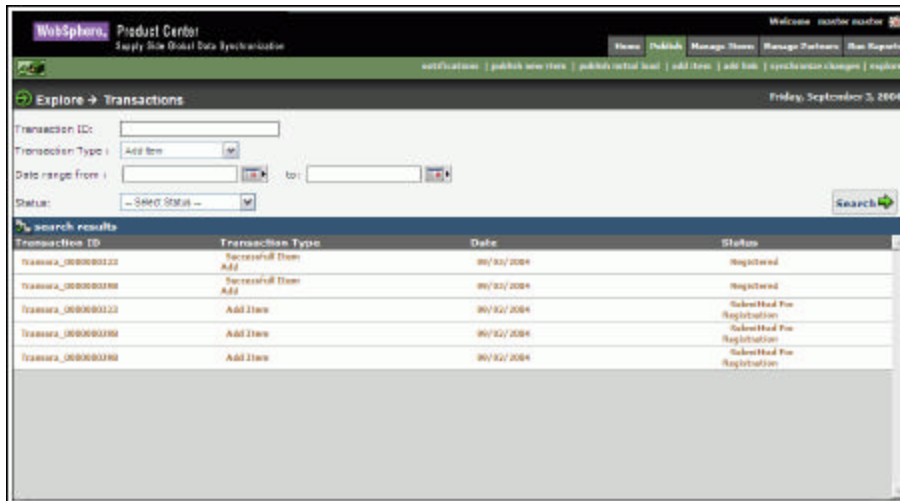 WebSphere. Product Center
Welcome master master
Supply Side Global Data Synchronization
Home Publish Manage Items Manage Partners Run Reports
notifications | publish new item | publish initial load | add item | add link | synchronize changes | explore
Explore → Transactions
Friday, September 3, 2004
Transaction ID:
Transaction Type :
Add Item
Date range from :
to:
Status:
-- Select Status --
Search
search results
Transaction ID Transaction Type Date Status
Successfull Item
Add
Registered
Successfull Item
Add
Registered
Add Item
Submitted For
Registration
Add Item
Submitted For
Registration
Add Item
Submitted For
Registration